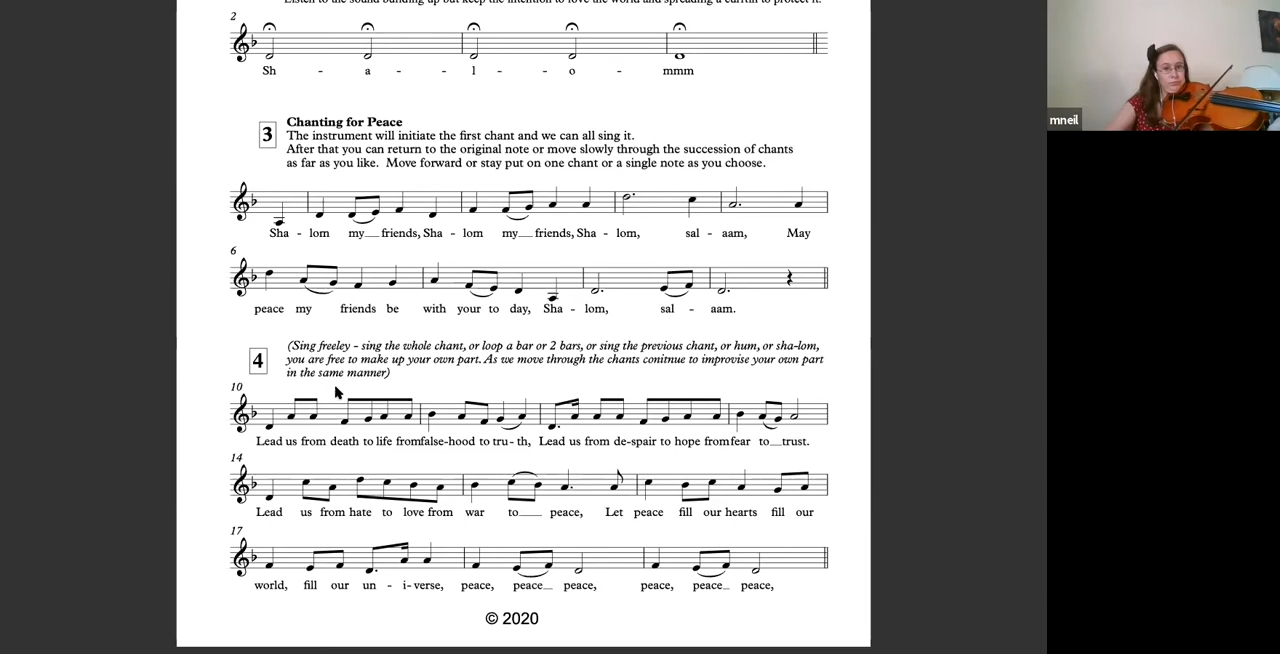 Listen to the sound building up but keep the intention to love the world and spreading a earth to protect it.
2
Sh - a - - l - - o - mmm
3
Chanting for Peace
The instrument will initiate the first chant and we can all sing it.
After that you can return to the original note or move slowly through the succession of chants
as far as you like. Move forward or stay put on one chant or a single note as you choose.
Sha - lom my__ friends, Sha - lom my__ friends, Sha - lom, sal - aam, May
6
peace my friends be with your to day, Sha - lom, sal - aam.
4
(Sing freeley - sing the whole chant, or loop a bar or 2 bars, or sing the previous chant, or hum, or sha-lom,
you are free to make up your own part. As we move through the chants conitnue to improvise your own part
in the same manner)
10
Lead us from death to life fromfalse-hood to tru- th, Lead us from de-spair to hope fromfear to__trust.
14
Lead us from hate to love from war to___ peace, Let peace fill our hearts fill our
17
world, fill our un - i-verse, peace, peace__ peace, peace, peace__ peace,
© 2020
mneil